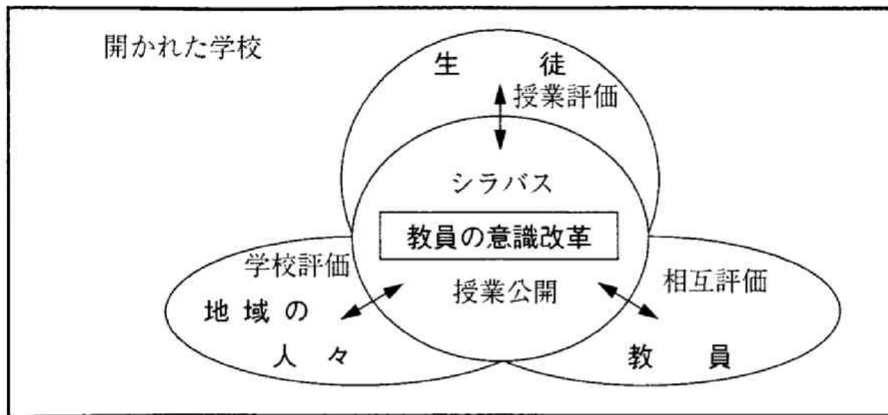 開かれた学校
生 徒
授業評価
シラバス
教員の意識改革
学校評価
授業公開
相互評価
地域の
人々
教 員